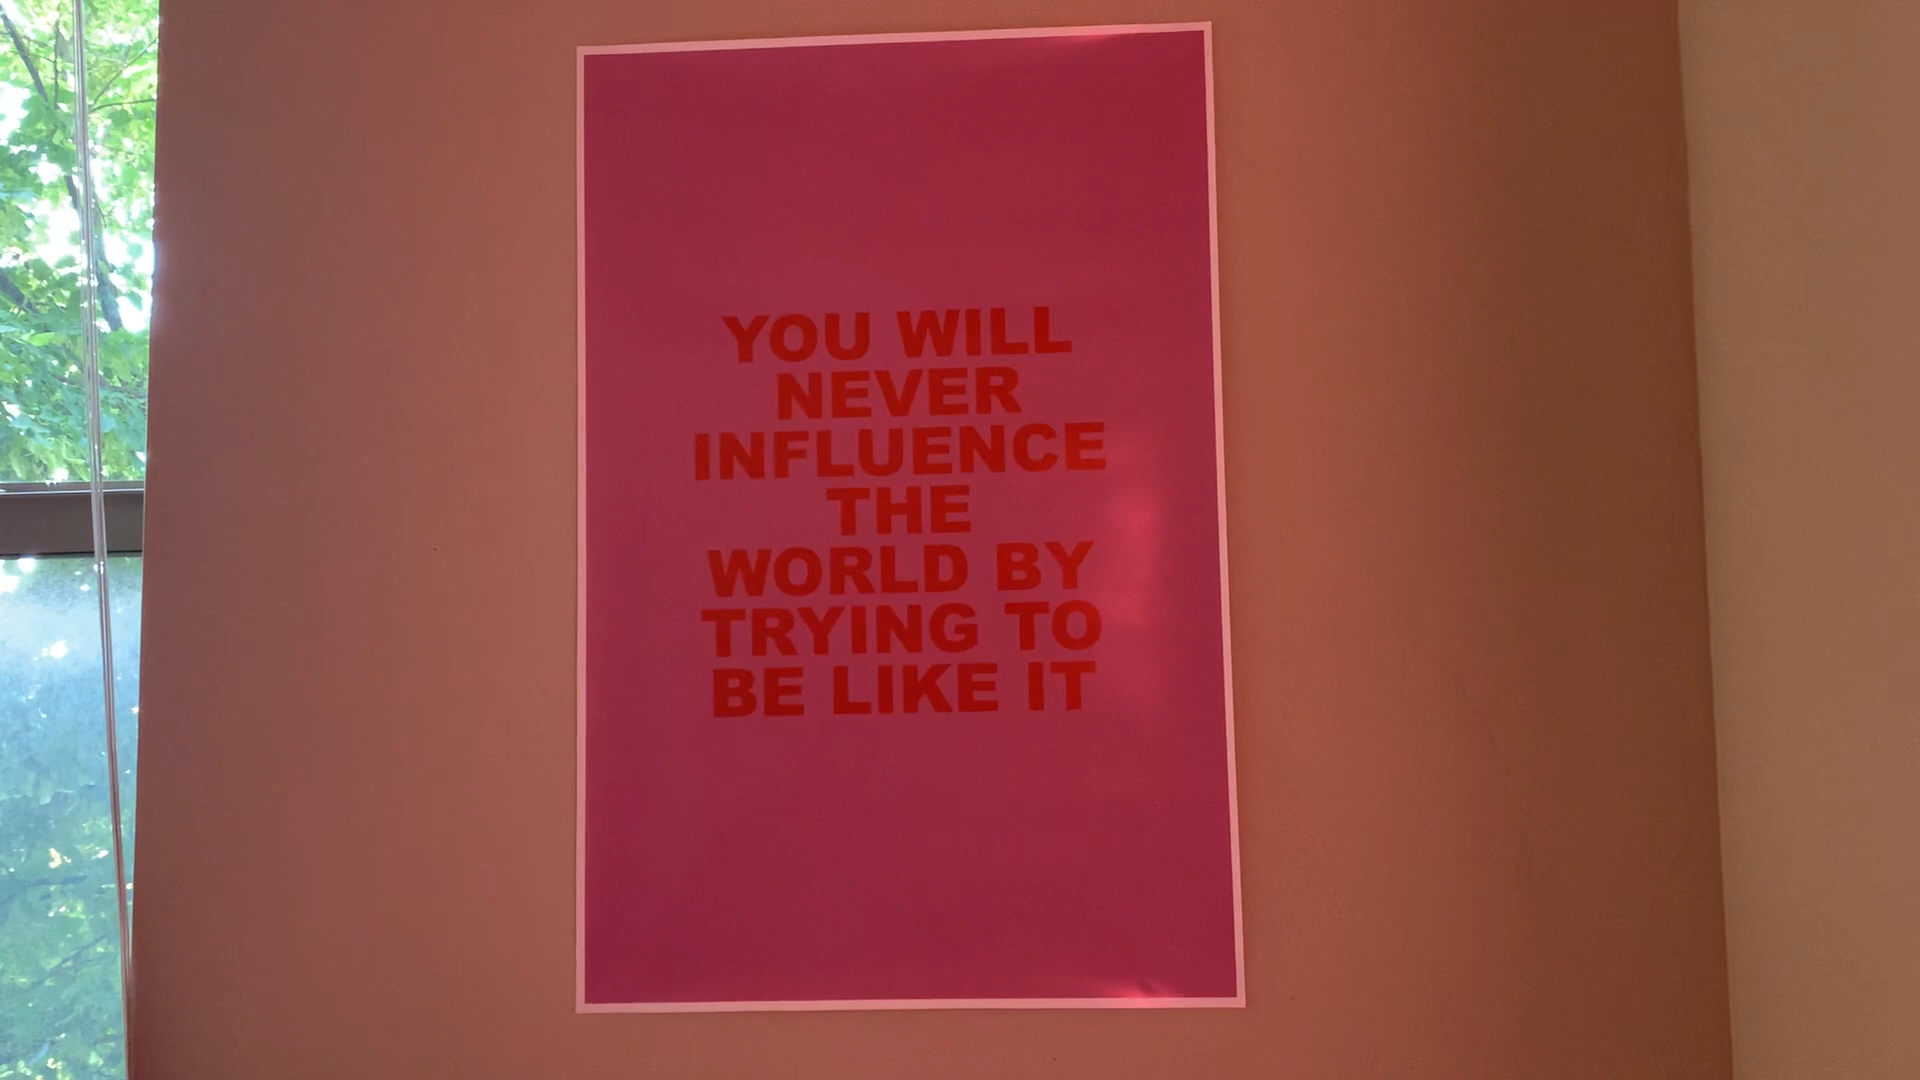 YOU WILL
NEVER
INFLUENCE
THE
WORLD BY
TRYING TO
BE LIKE IT